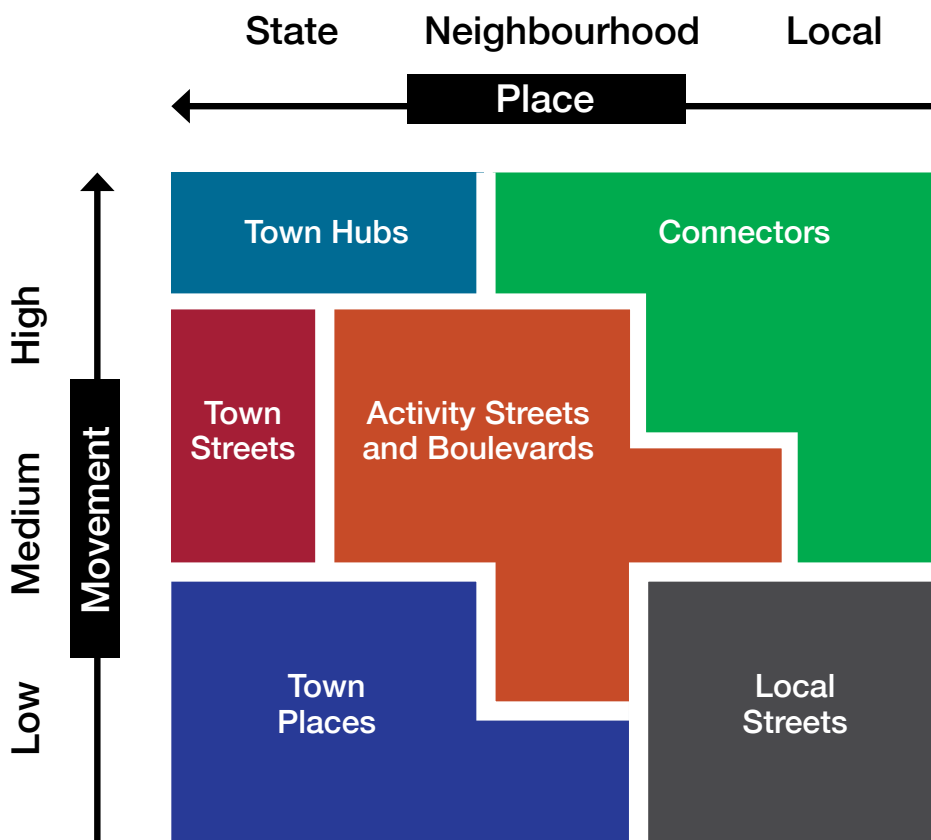 State Neighbourhood Local
Place
High
Medium
Low
Movement
Town Hubs
Connectors
Town
Streets
Activity Streets
and Boulevards
Town
Places
Local
Streets